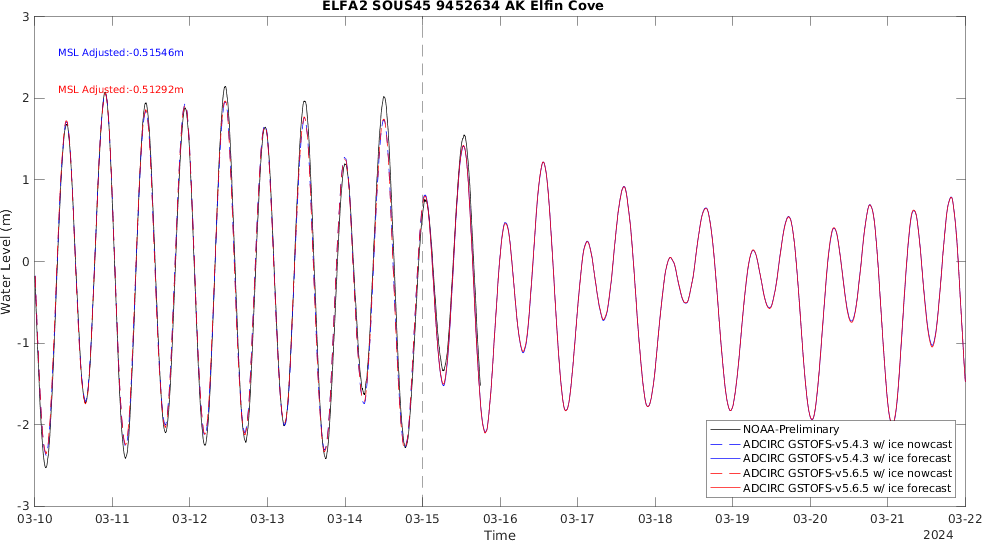 ELFA2 SOUS45 9452634 AK Elfin Cove
MSL Adjusted:-0.51546m
MSL Adjusted:-0.51292m
Water Level (m)
3
2
1
0
-1
-2
-3
NOAA-Preliminary
ADCIRC GSTOFS-v5.4.3 w/ ice nowcast
ADCIRC GSTOFS-v5.4.3 w/ ice forecast
ADCIRC GSTOFS-v5.6.5 w/ ice nowcast
ADCIRC GSTOFS-v5.6.5 w/ ice forecast
03-10 03-11 03-12 03-13 03-14 03-15 03-16 03-17 03-18 03-19 03-20 03-21 03-22
Time
2024